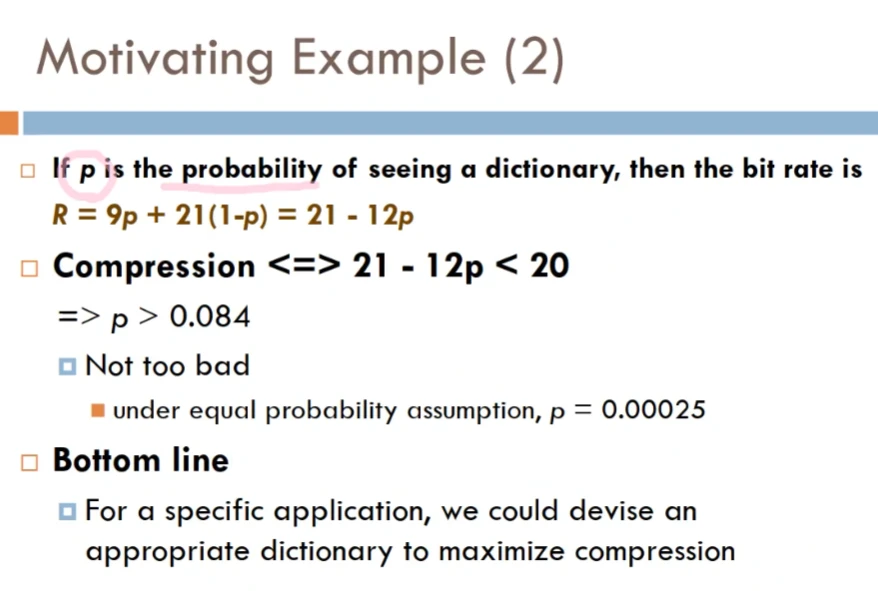 Motivating Example (2)
If p is the probability of seeing a dictionary, then the bit rate is
R = 9p + 21(1-p) = 21 - 12p
Compression <=> 21 - 12p < 20
=> p > 0.084
Not too bad
under equal probability assumption, p = 0.00025
Bottom line
For a specific application, we could devise an
appropriate dictionary to maximize compression